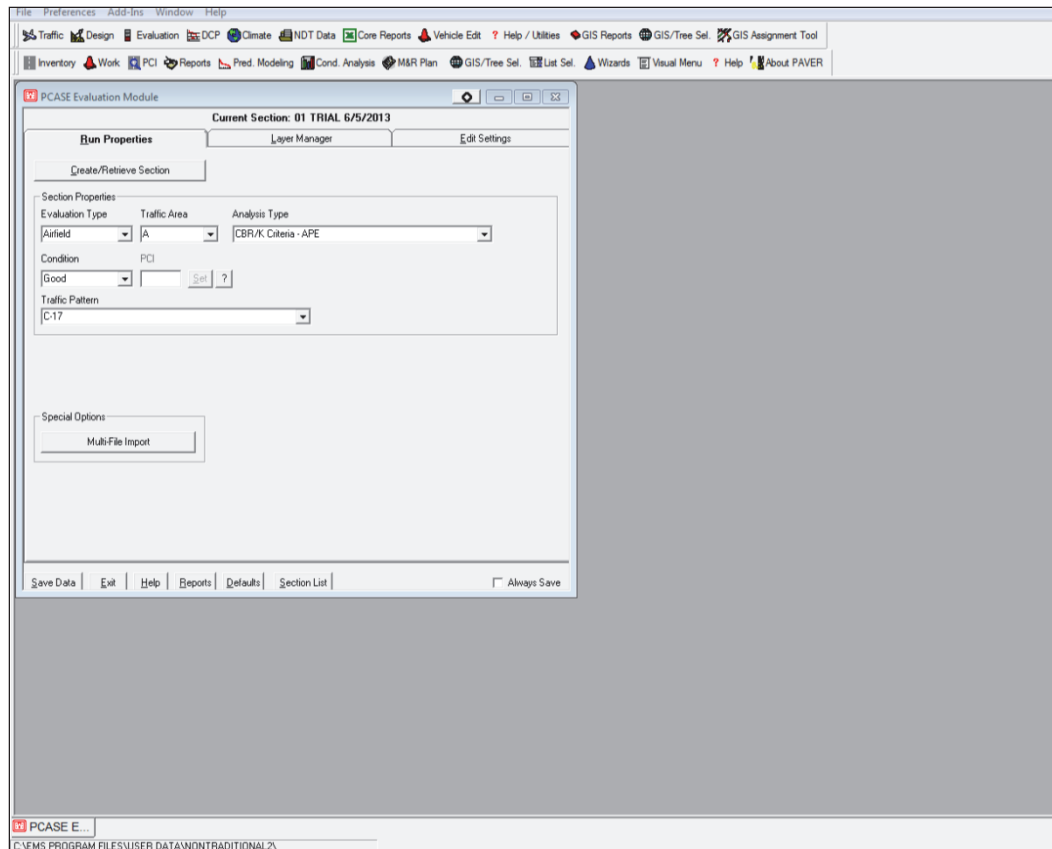 File Preferences Add-Ins Window Help
Traffic Design Evaluation DCP Climate NDT Data Core Reports Vehicle Edit ? Help / Utilities GIS Reports GIS/Tree Sel. GIS Assignment Tool
Inventory Work PCI Reports Pred. Modeling Cond. Analysis M&R Plan GIS/Tree Sel. List Sel. Wizards Visual Menu ? Help About PAVER
PCASE Evaluation Module
Current Section: 01 TRIAL 6/5/2013
Run Properties Layer Manager Edit Settings
Create/Retrieve Section
Section Properties
Evaluation Type Traffic Area Analysis Type
Airfield A CBR/K Criteria - APE
Condition PCI
Good Set ?
Traffic Pattern
C-17
Special Options
Multi-File Import
Save Data Exit Help Reports Defaults Section List Always Save
PCASE E...
C:\EMS PROGRAM FILES\USER DATA\NONTRADITIONAL2\